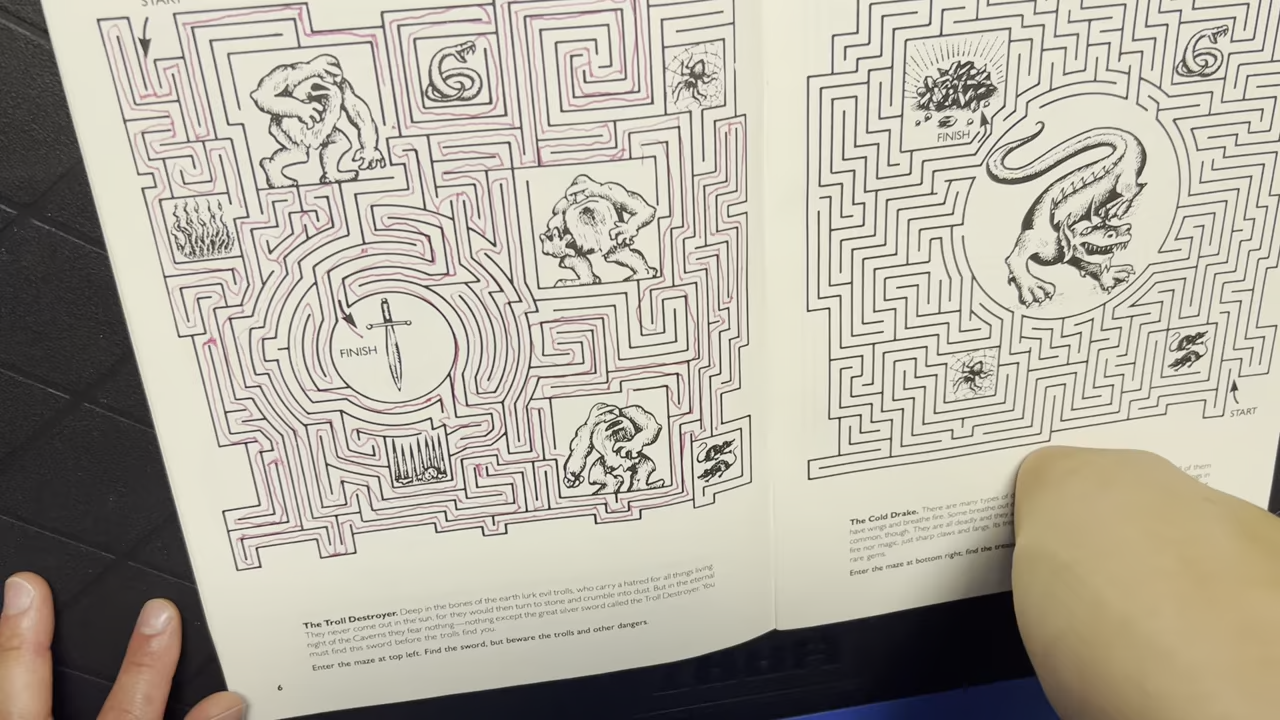 START
FINISH
The Troll Destroyer. Deep in the bones of the earth lurk evil trolls, who carry a hatred for all things living.
They never come out in the sun, for they would then turn to stone and crumble into dust. But in the eternal
night of the Caverns they fear nothing—nothing except the great silver sword called the Troll Destroyer. You
must find this sword before the trolls find you.
Enter the maze at top left. Find the sword, but beware the trolls and other dangers.
6
FINISH
START
The Cold Drake. There are many types of of them
have wings and breathe fire. Some breathe out in
common, though. They are all deadly and they
fire nor magic, just sharp claws and fangs. Its
rare gems.
Enter the maze at bottom right; find the